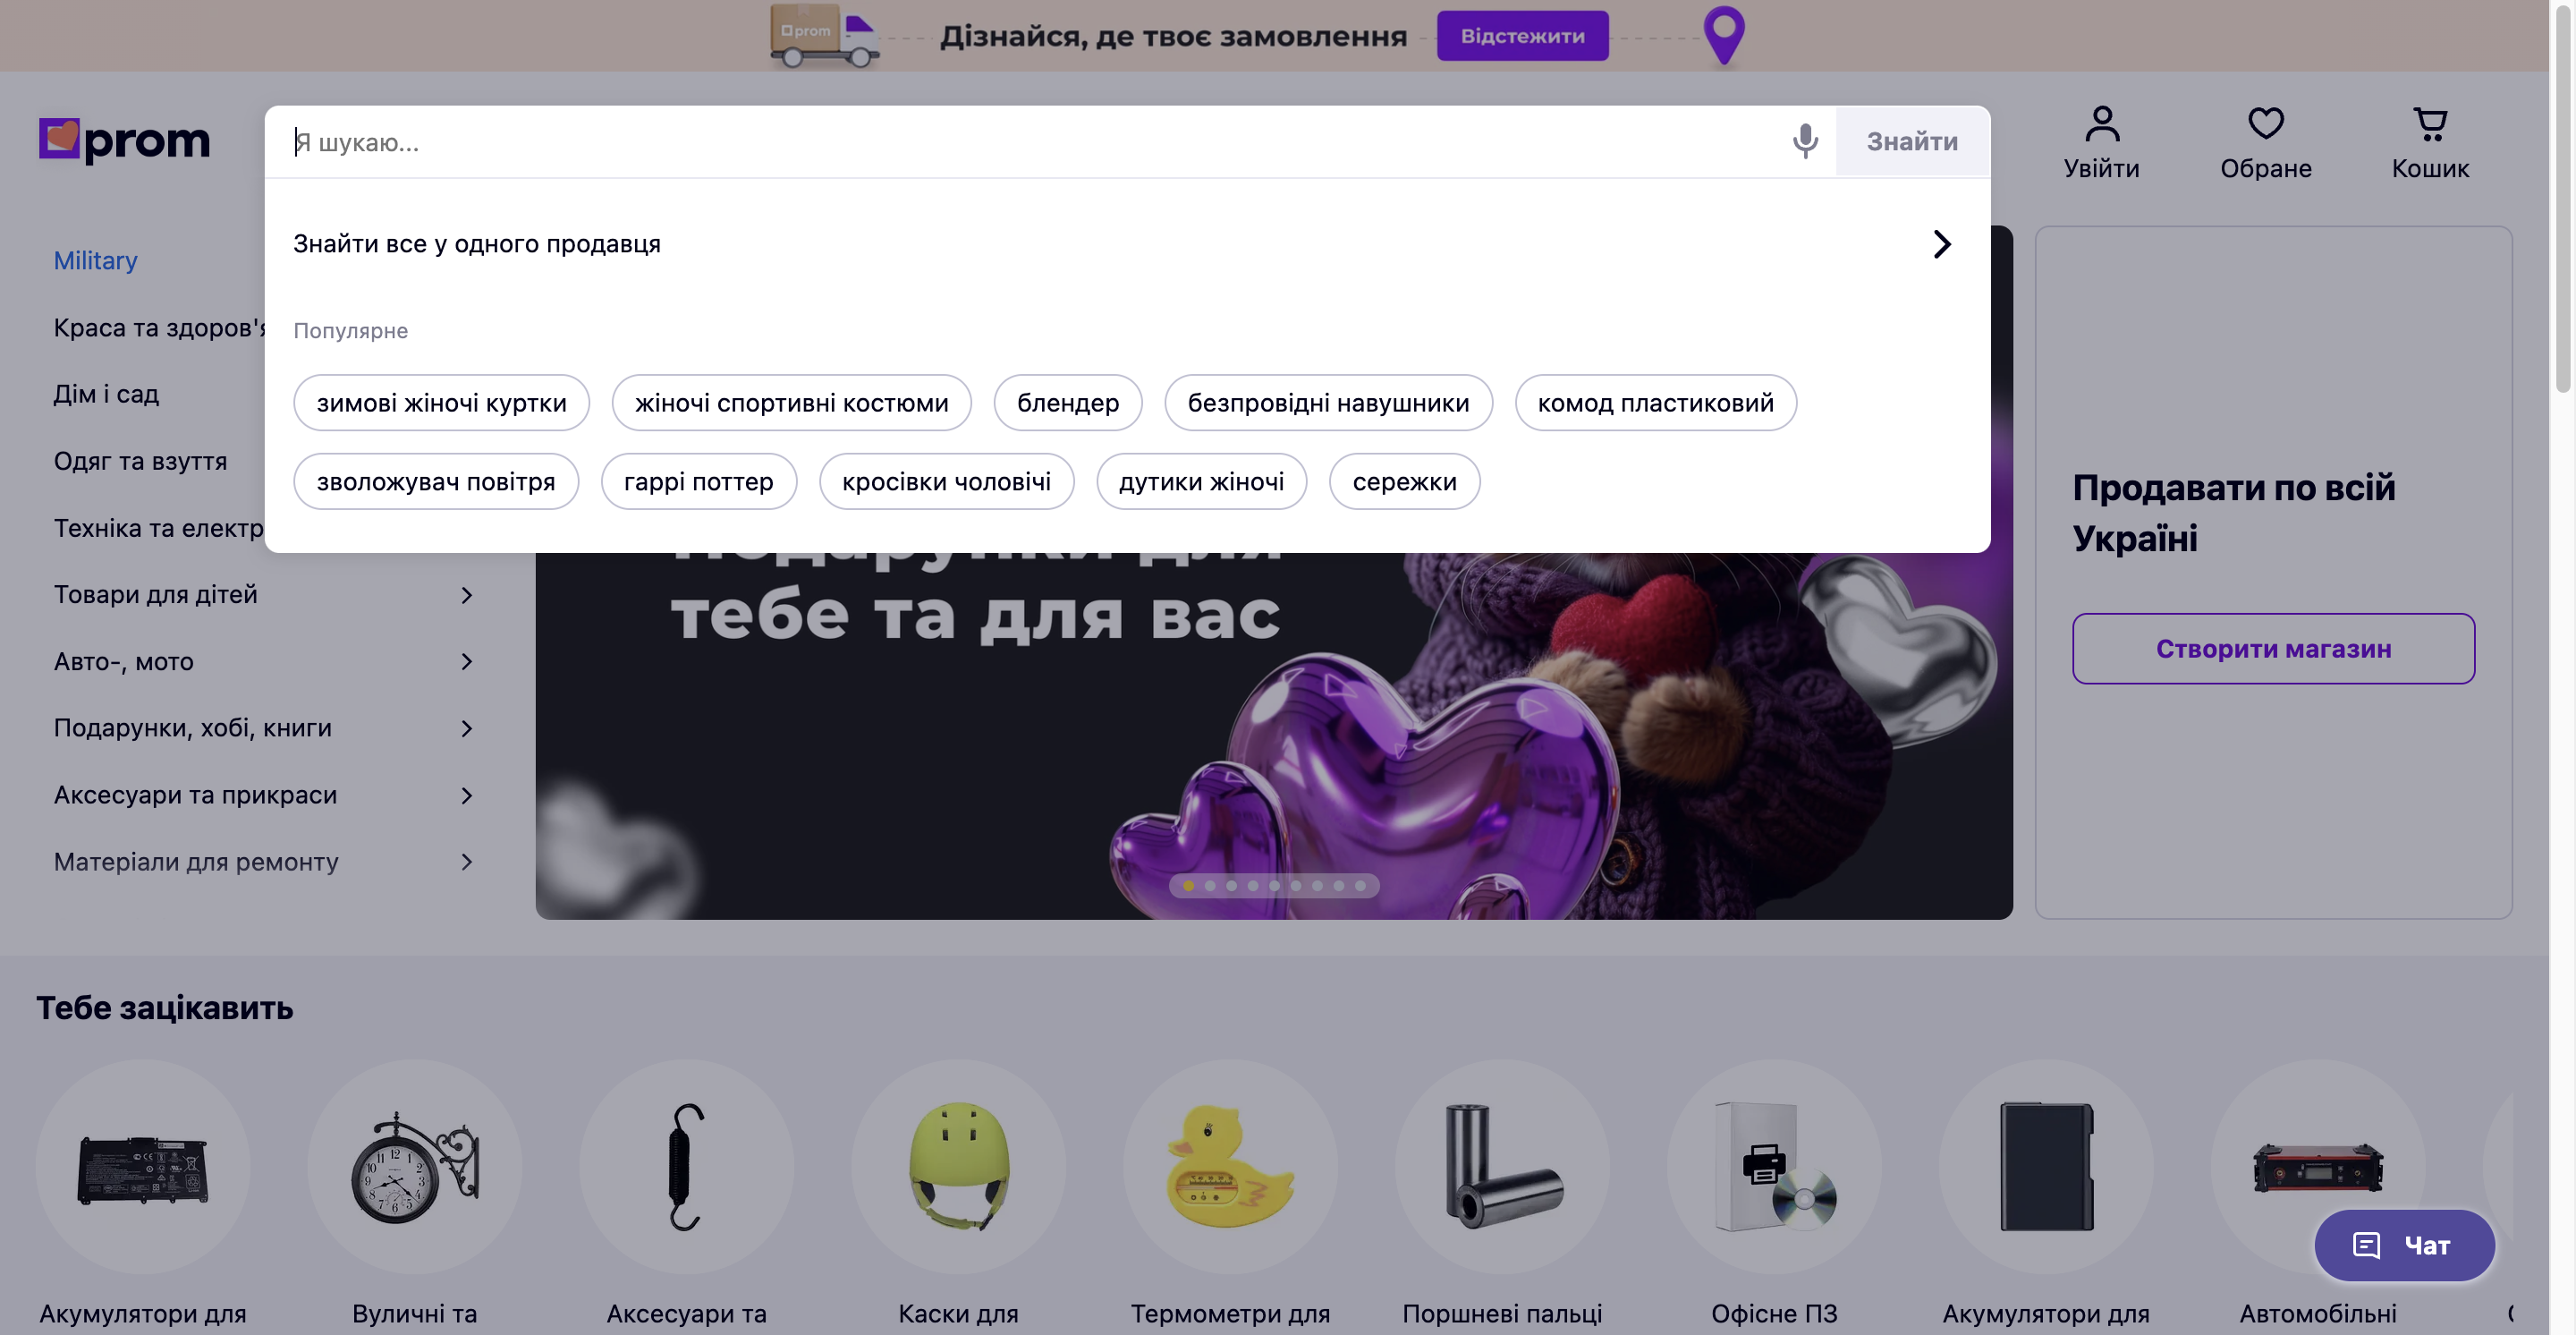 prom
Дізнайся, де твоє замовлення
Відстежити
prom
Я шукаю...
Знайти
Увійти
Обране
Кошик
Знайти все у одного продавця
Популярне
зимові жіночі куртки
жіночі спортивні костюми
блендер
безпровідні навушники
комод пластиковий
зволожувач повітря
гаррі поттер
кросівки чоловічі
дутики жіночі
сережки
Military
Краса та здоров'я
Дім і сад
Одяг та взуття
Техніка та електр
Товари для дітей
Авто-, мото
Подарунки, хобі, книги
Аксесуари та прикраси
Матеріали для ремонту
Подарунки для
тебе та для вас
Продавати по всій
Україні
Створити магазин
Тебе зацікавить
Акумулятори для
Вуличні та
Аксесуари та
Каски для
Термометри для
Поршневі пальці
Офісне ПЗ
Акумулятори для
Автомобільні
Чат